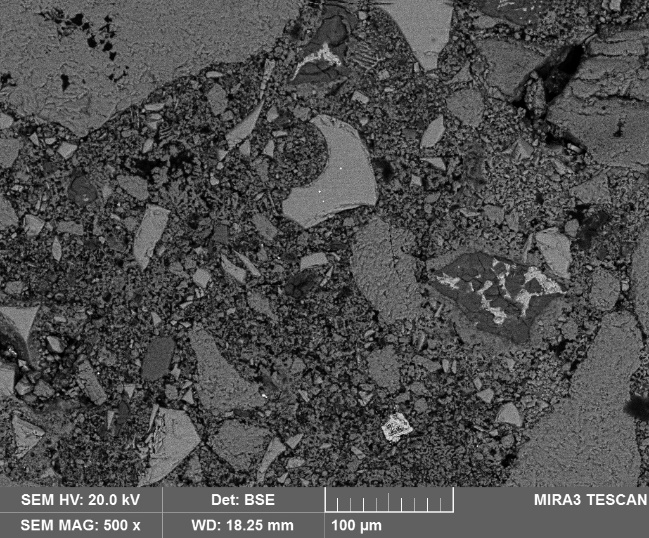 SEM HV: 20.0 kV Det: BSE MIRA3 TESCAN
SEM MAG: 500 x WD: 18.25 mm 100 µm